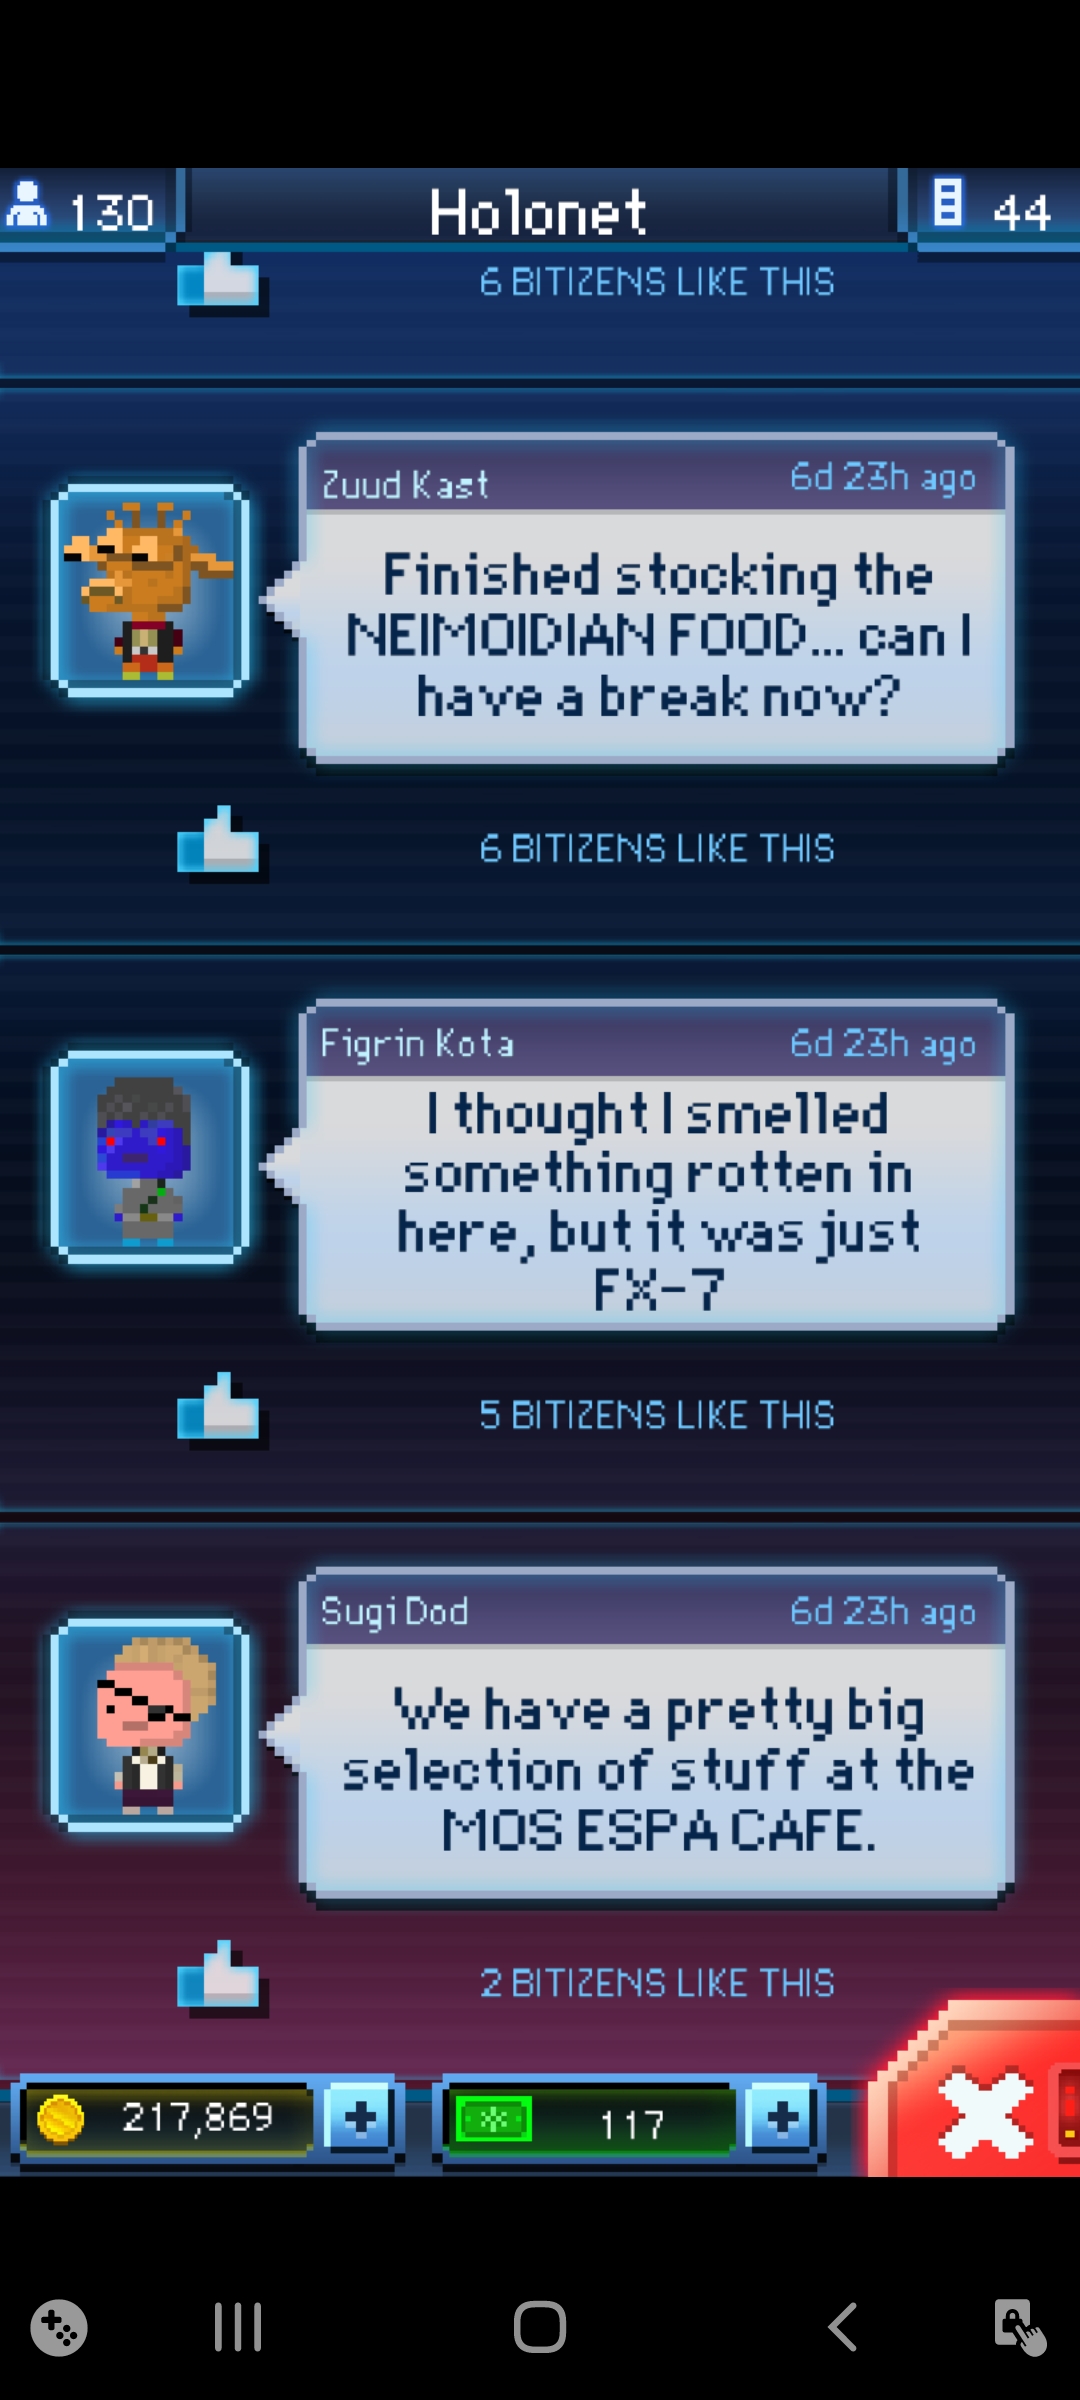 130
Holonet
44
6 BITIZENS LIKE THIS
Zuud Kast
6d 23h ago
Finished stocking the
NEIMOIDIAN FOOD... can I
have a break now?
6 BITIZENS LIKE THIS
Figrin Kota
6d 23h ago
I thought I smelled
something rotten in
here, but it was just
FX-7
5 BITIZENS LIKE THIS
Sugi Dod
6d 23h ago
We have a pretty big
selection of stuff at the
MOS ESPA CAFE.
2 BITIZENS LIKE THIS
217,869
117